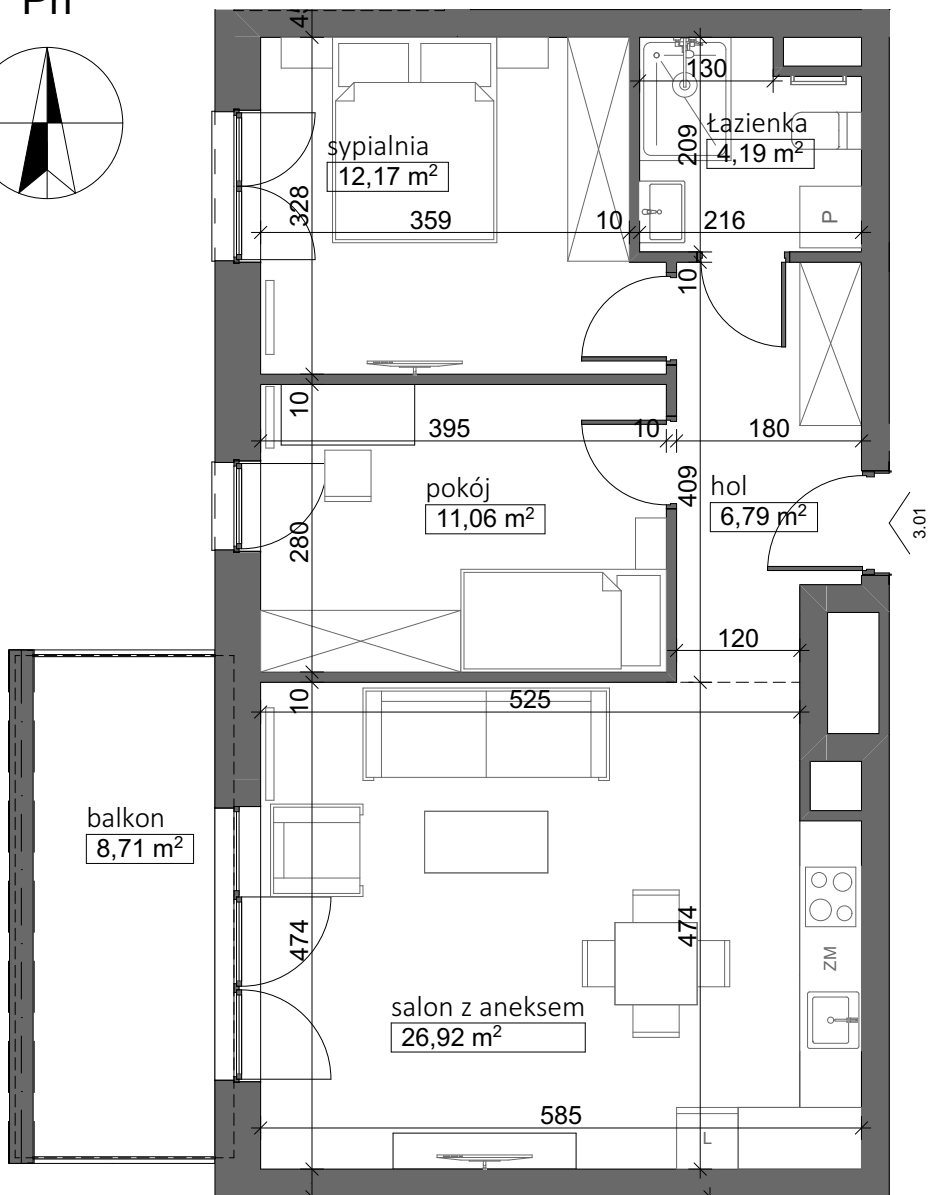 Pn
45
130
Łazienka
4,19 m²
209
sypialnia
12,17 m²
328
359
10
216
P
10
10
395
10
180
pokój
11,06 m²
409
hol
6,79 m²
3.01
280
120
10
525
balkon
8,71 m²
474
474
ZM
salon z aneksem
26,92 m²
585
L